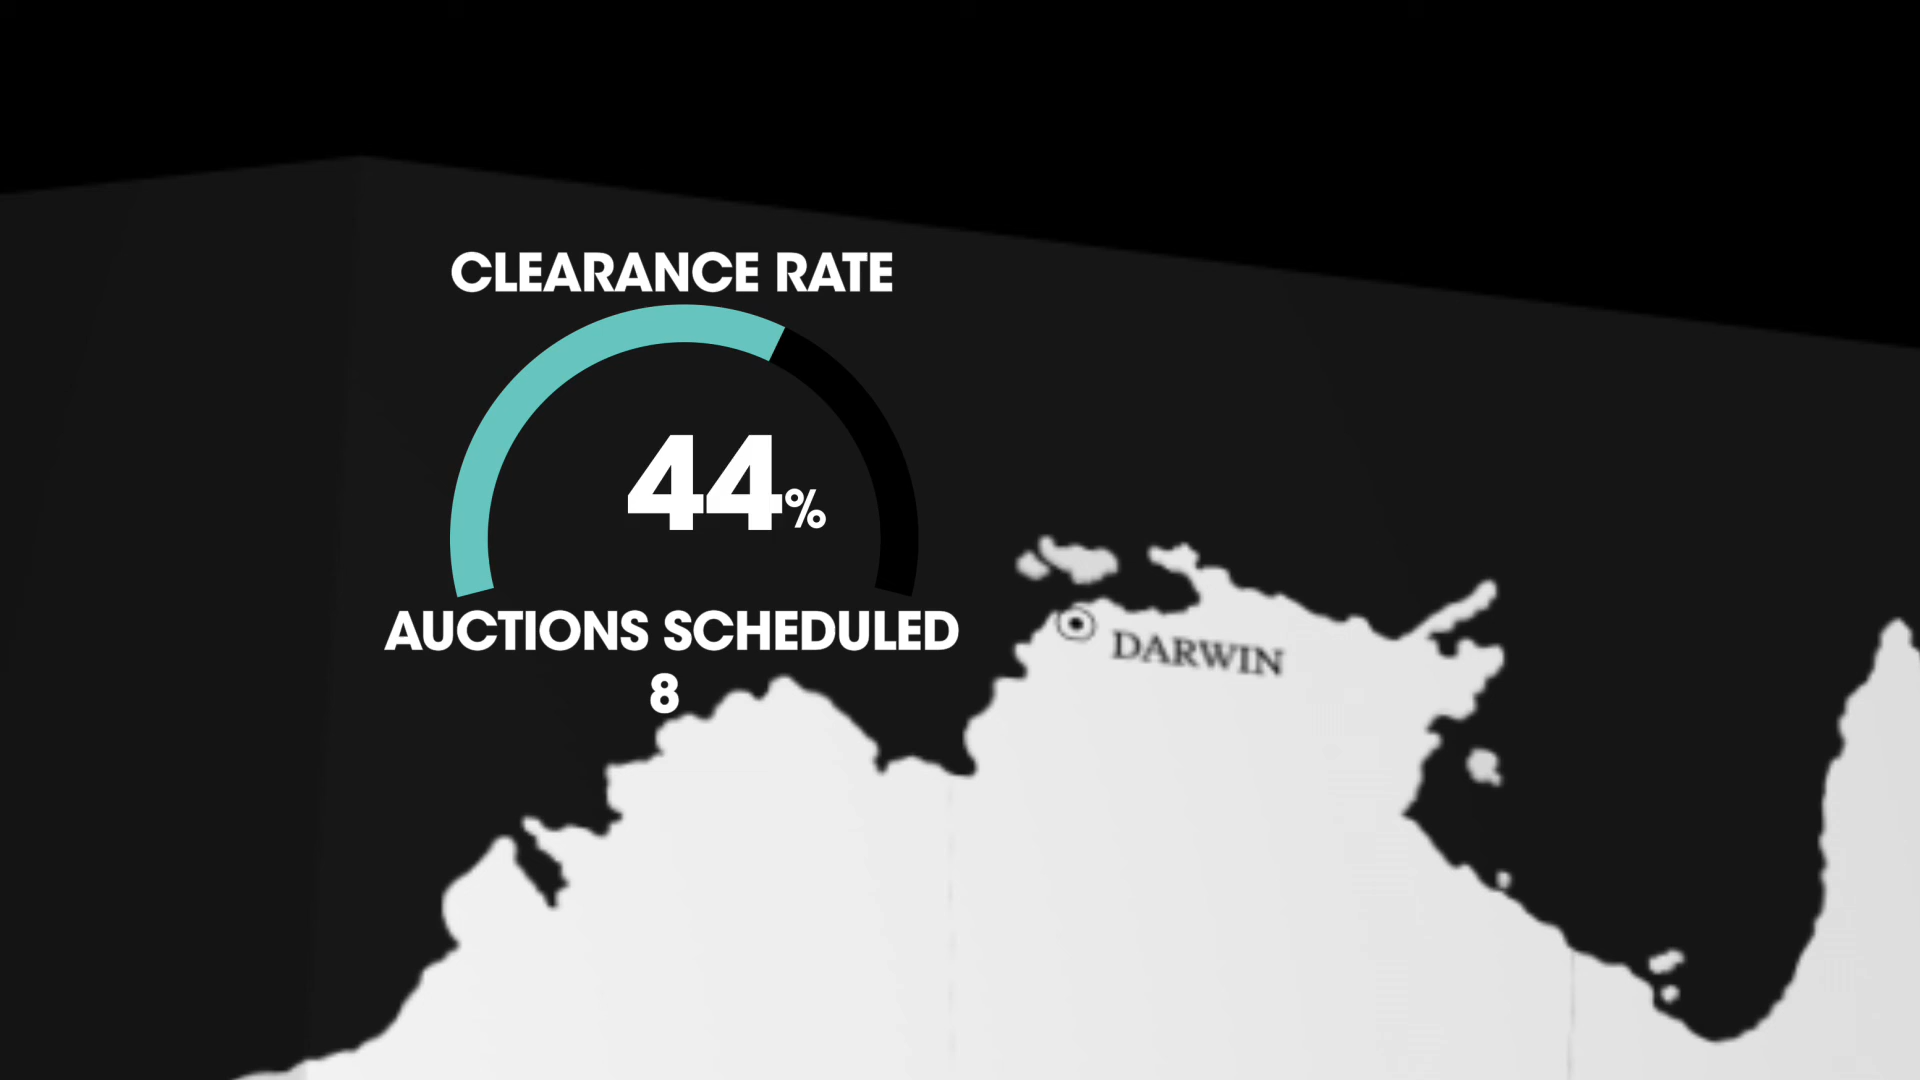 CLEARANCE RATE
44%
AUCTIONS SCHEDULED
8
DARWIN